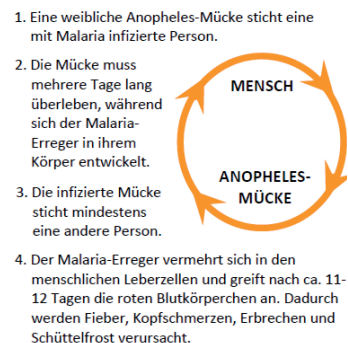 1. Eine weibliche Anopheles-Mücke sticht eine
mit Malaria infizierte Person.
2. Die Mücke muss
mehrere Tage lang
überleben, während
sich der Malaria-
Erreger in ihrem
Körper entwickelt.
3. Die infizierte Mücke
sticht mindestens
eine andere Person.
MENSCH
ANOPHELES-
MÜCKE
4. Der Malaria-Erreger vermehrt sich in den
menschlichen Leberzellen und greift nach ca. 11-
12 Tagen die roten Blutkörperchen an. Dadurch
werden Fieber, Kopfschmerzen, Erbrechen und
Schüttelfrost verursacht.